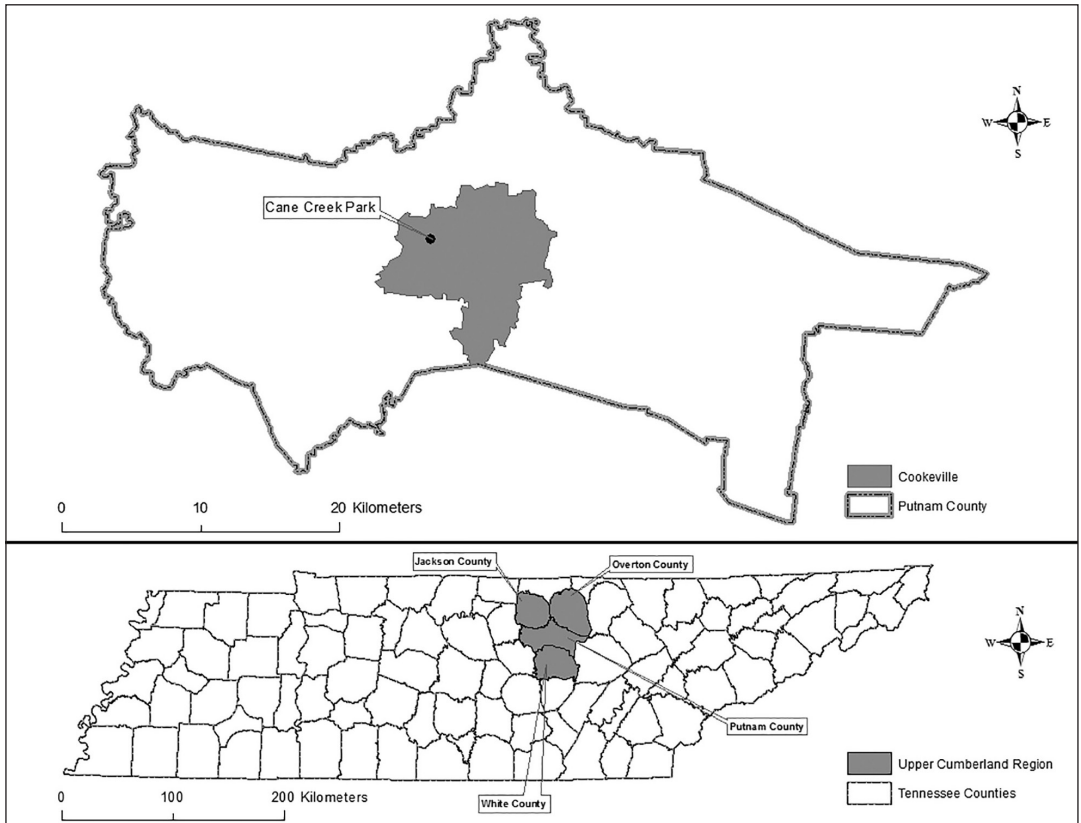 N
W E
S
Cane Creek Park
Cookeville
Putnam County
0 10 20 Kilometers
Jackson County
Overton County
N
W E
S
Putnam County
Upper Cumberland Region
Tennessee Counties
0 100 200 Kilometers
White County